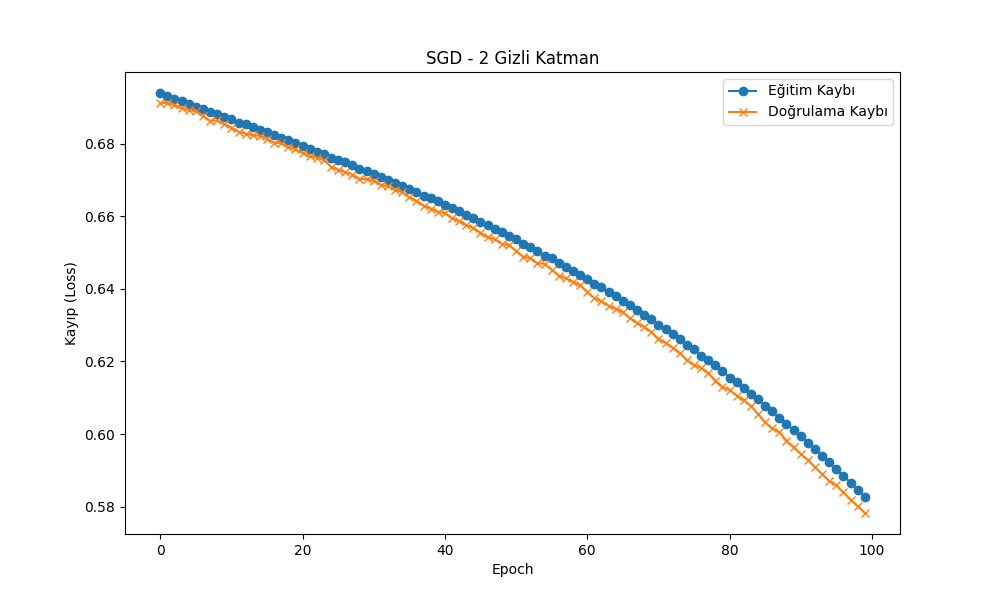 SGD - 2 Gizli Katman
Eğitim Kaybı
Doğrulama Kaybı
Kayıp (Loss)
0.68
0.66
0.64
0.62
0.60
0.58
0 20 40 60 80 100
Epoch